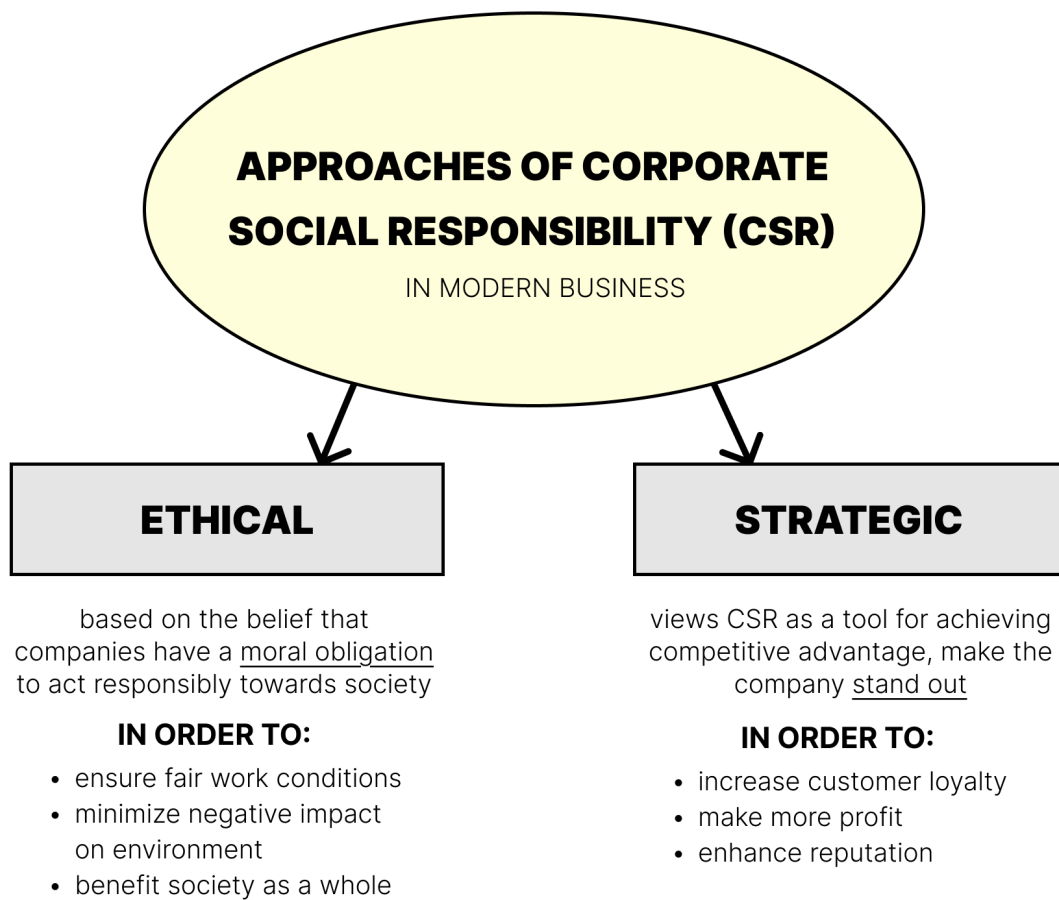 APPROACHES OF CORPORATE
SOCIAL RESPONSIBILITY (CSR)
IN MODERN BUSINESS
ETHICAL
based on the belief that
companies have a moral obligation
to act responsibly towards society
IN ORDER TO:
• ensure fair work conditions
• minimize negative impact
on environment
• benefit society as a whole
STRATEGIC
views CSR as a tool for achieving
competitive advantage, make the
company stand out
IN ORDER TO:
• increase customer loyalty
• make more profit
• enhance reputation